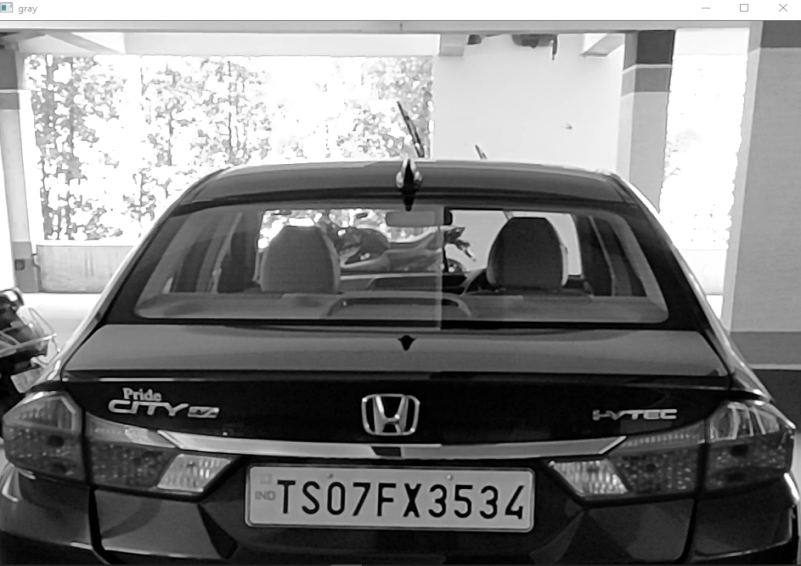 gray
Pride
CITY
i-VTEC
IND
TS07FX3534